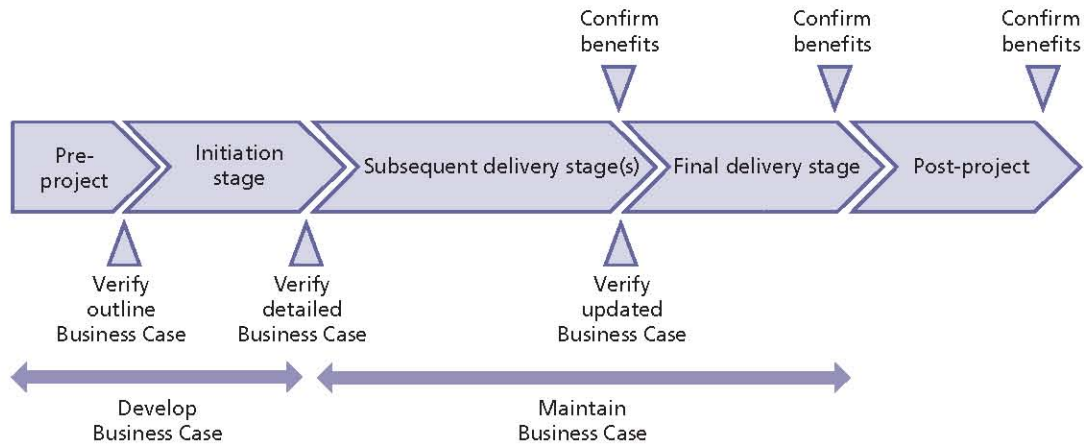 Confirm
benefits
Confirm
benefits
Confirm
benefits
Pre-
project
Initiation
stage
Subsequent delivery stage(s)
Final delivery stage
Post-project
Verify
outline
Business Case
Verify
detailed
Business Case
Verify
updated
Business Case
Develop
Business Case
Maintain
Business Case